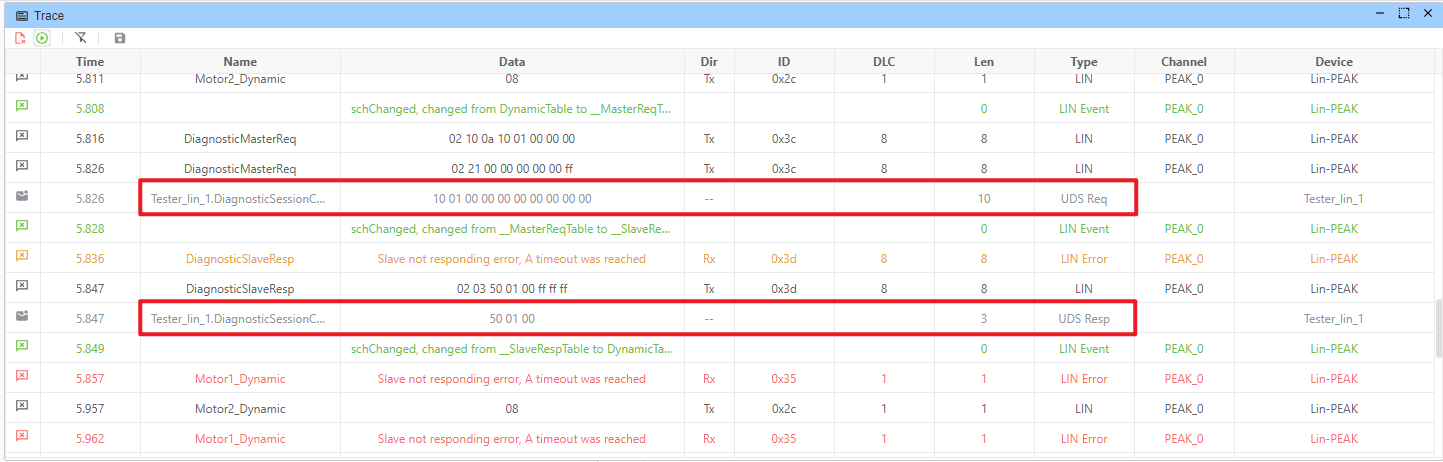 Trace
Time Name Data Dir ID DLC Len Type Channel Device
5.811 Motor2_Dynamic 08 Tx 0x2c 1 1 LIN PEAK_0 Lin-PEAK
5.808 schChanged, changed from DynamicTable to __MasterReqT... 0 LIN Event PEAK_0 Lin-PEAK
5.816 DiagnosticMasterReq 02 10 0a 10 01 00 00 00 Tx 0x3c 8 8 LIN PEAK_0 Lin-PEAK
5.826 DiagnosticMasterReq 02 21 00 00 00 00 00 ff Tx 0x3c 8 8 LIN PEAK_0 Lin-PEAK
5.826 Tester_lin_1.DiagnosticSessionC... 10 01 00 00 00 00 00 00 00 00 -- 10 UDS Req Tester_lin_1
5.828 schChanged, changed from __MasterReqTable to __SlaveRe... 0 LIN Event PEAK_0 Lin-PEAK
5.836 DiagnosticSlaveResp Slave not responding error, A timeout was reached Rx 0x3d 8 8 LIN Error PEAK_0 Lin-PEAK
5.847 DiagnosticSlaveResp 02 03 50 01 00 ff ff ff Tx 0x3d 8 8 LIN PEAK_0 Lin-PEAK
5.847 Tester_lin_1.DiagnosticSessionC... 50 01 00 -- 3 UDS Resp Tester_lin_1
5.849 schChanged, changed from __SlaveRespTable to DynamicTa... 0 LIN Event PEAK_0 Lin-PEAK
5.857 Motor1_Dynamic Slave not responding error, A timeout was reached Rx 0x35 1 1 LIN Error PEAK_0 Lin-PEAK
5.957 Motor2_Dynamic 08 Tx 0x2c 1 1 LIN PEAK_0 Lin-PEAK
5.962 Motor1_Dynamic Slave not responding error, A timeout was reached Rx 0x35 1 1 LIN Error PEAK_0 Lin-PEAK